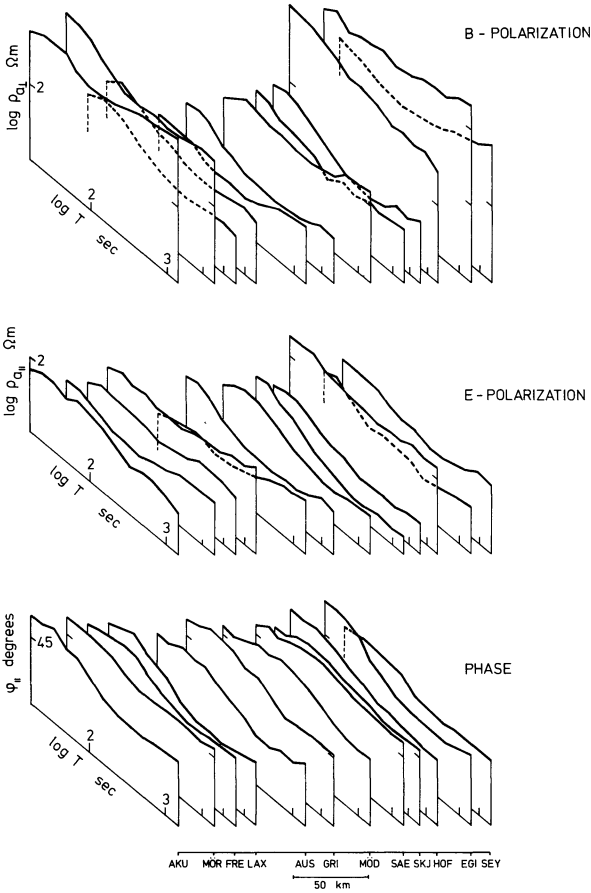 B - POLARIZATION
log ρa⊥ Ωm
2
2
log T sec
3
E - POLARIZATION
log ρa∥ Ωm
2
2
log T sec
3
PHASE
φ∥ degrees
45
2
log T sec
3
AKU MÖR FRE LAX AUS GRI MÖD SAE SKJ HOF EGI SEY
50 km